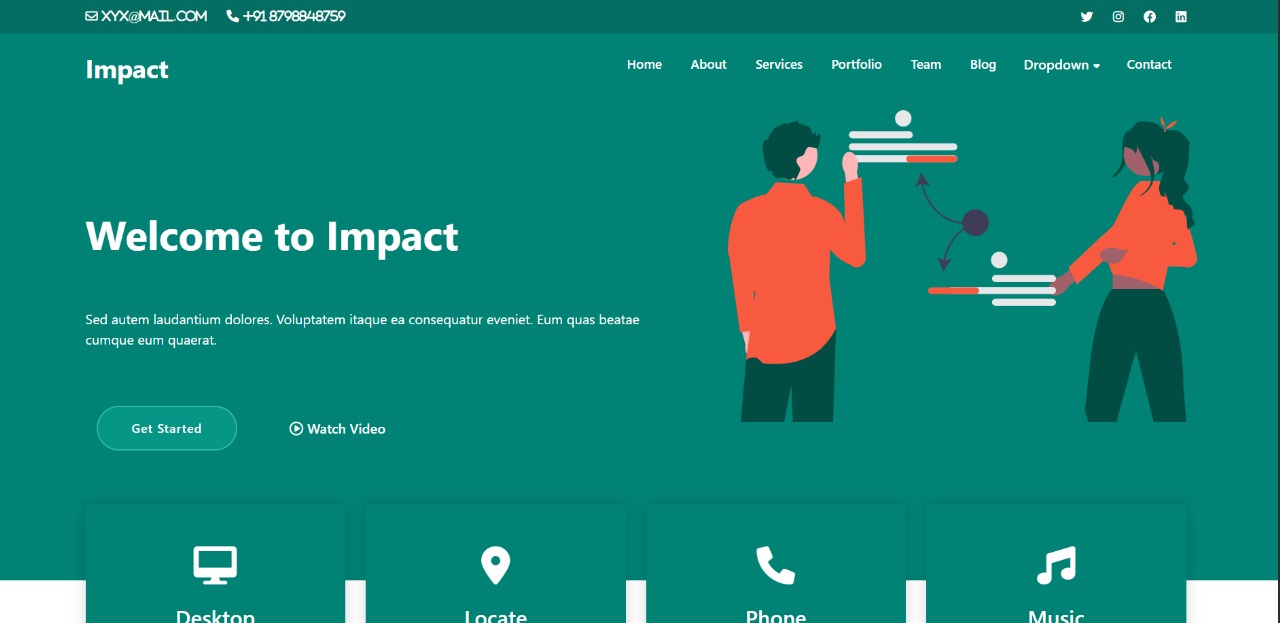 XYX@MAIL.COM +91 8798848759
Impact
Home About Services Portfolio Team Blog Dropdown Contact
Welcome to Impact
Sed autem laudantium dolores. Voluptatem itaque ea consequatur eveniet. Eum quas beatae
cumque eum quaerat.
Get Started Watch Video
Desktop Locate Phone Music